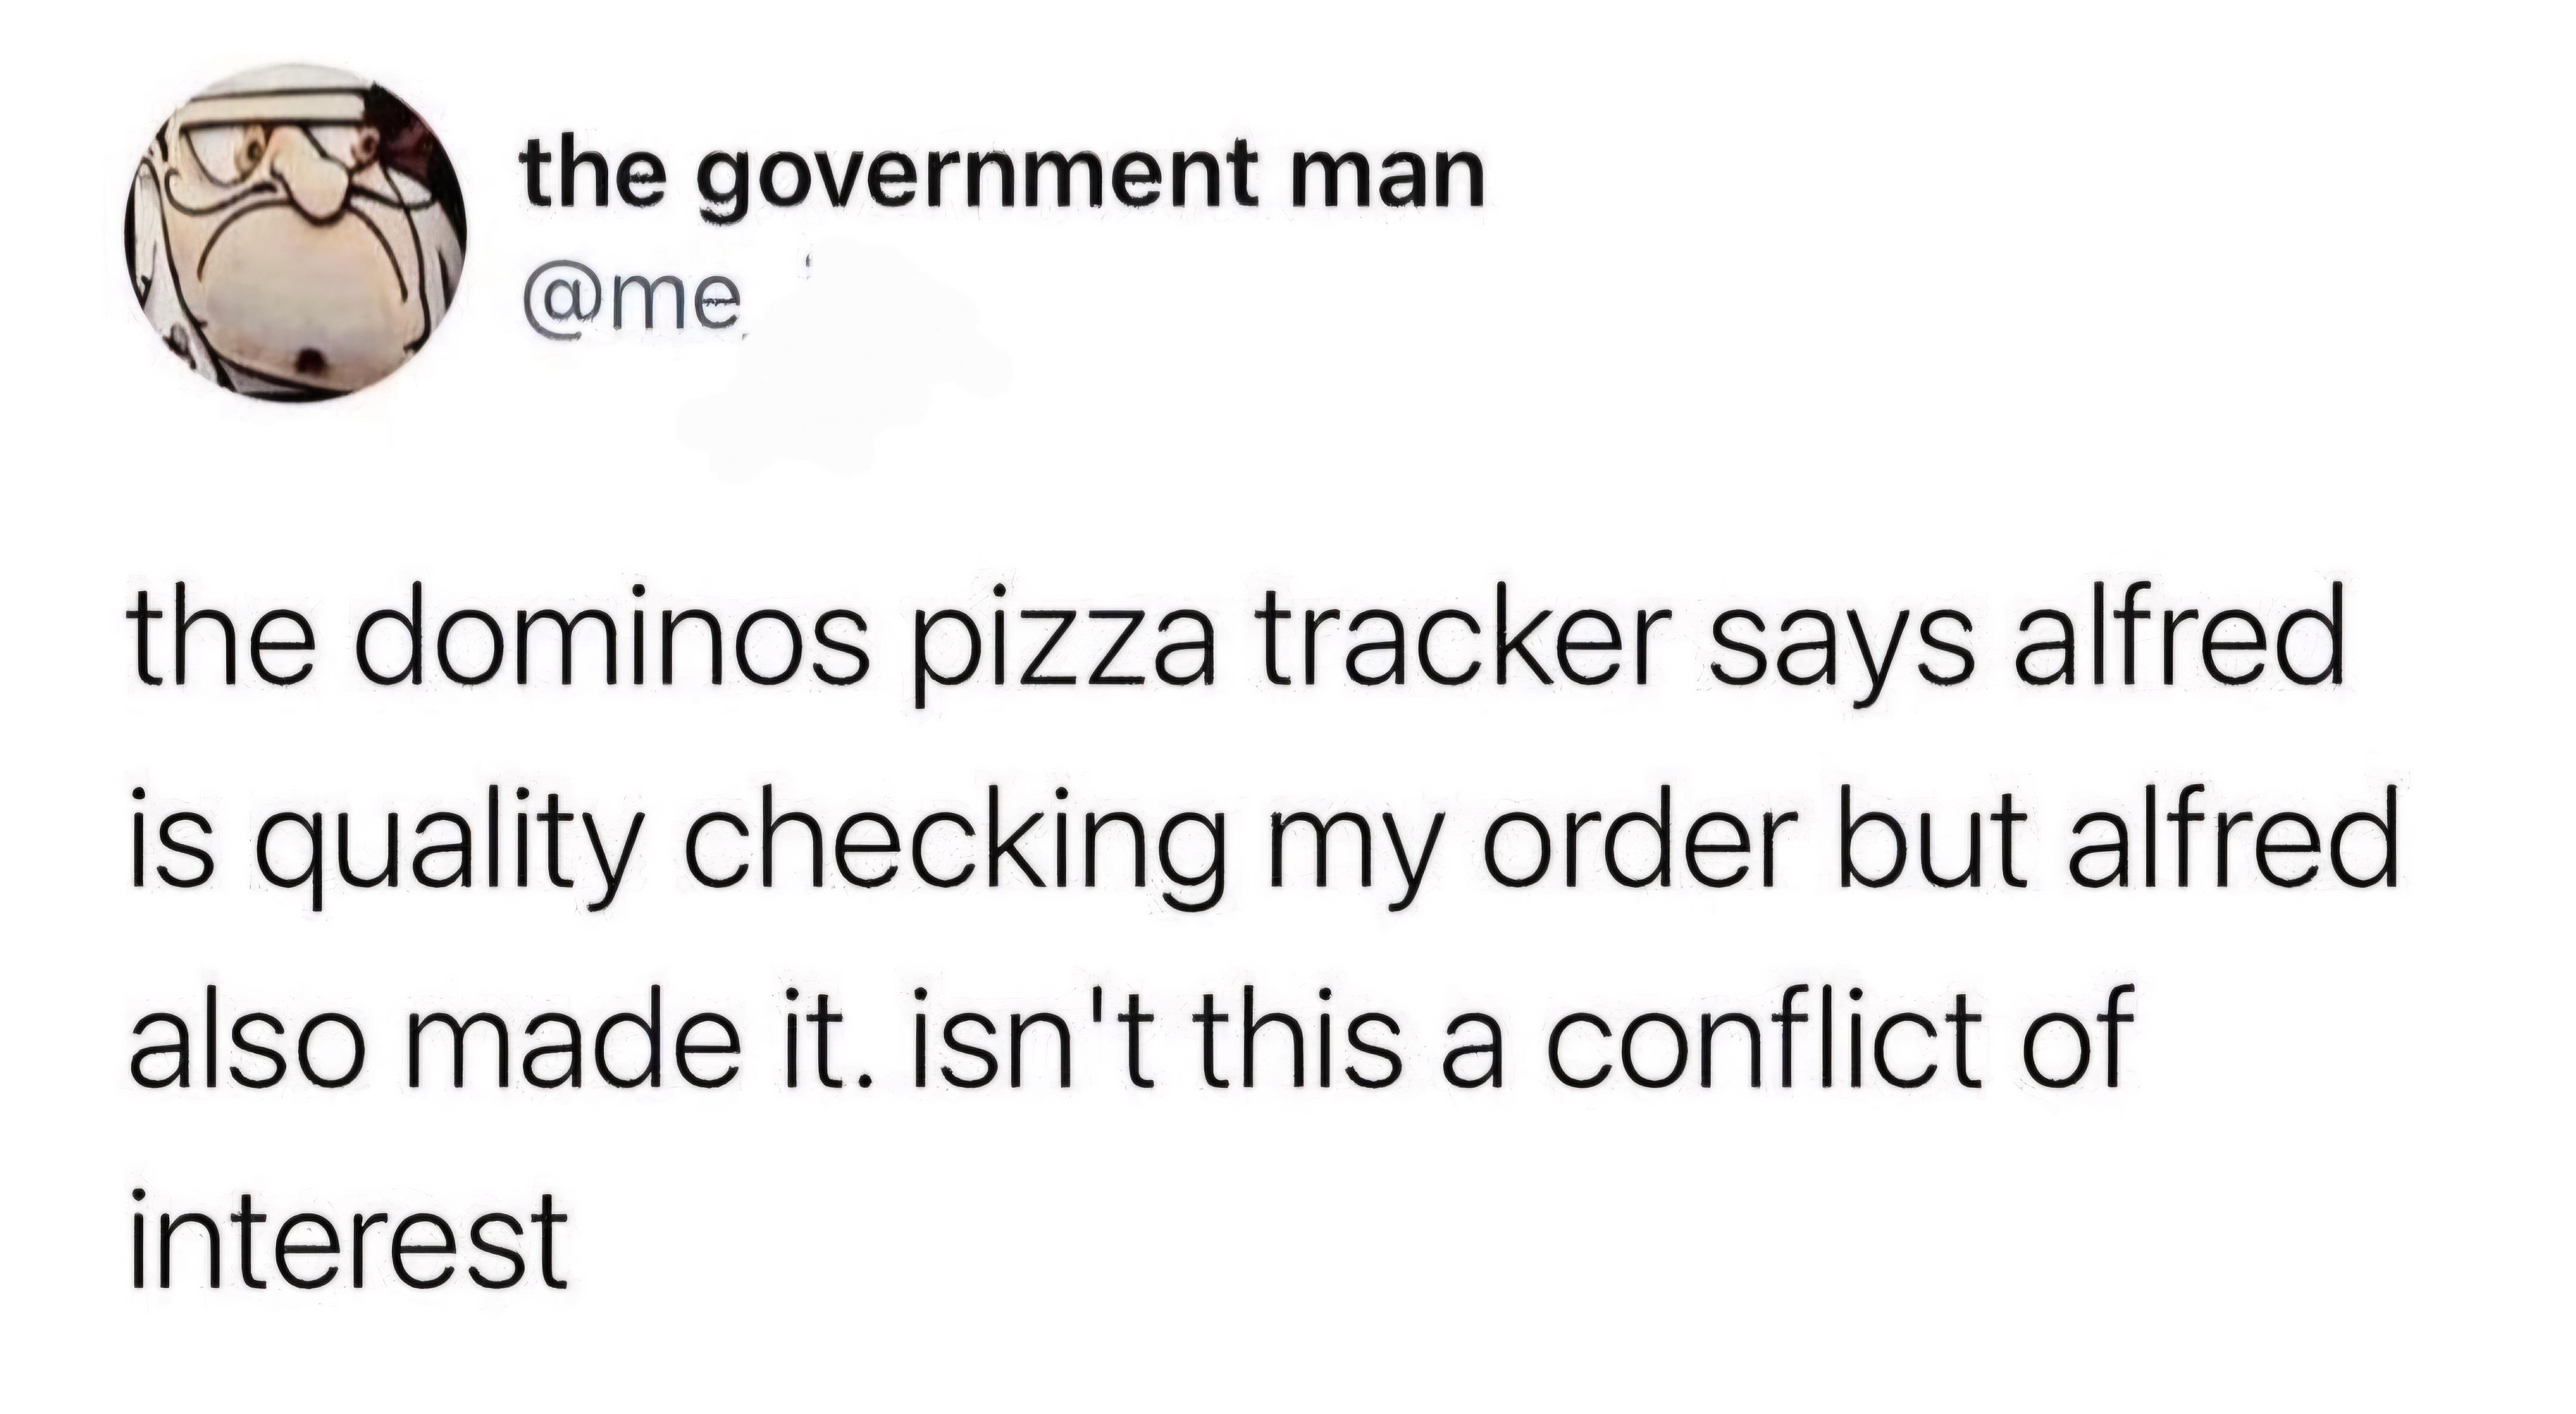 the government man
@me
the dominos pizza tracker says alfred
is quality checking my order but alfred
also made it. isn't this a conflict of
interest